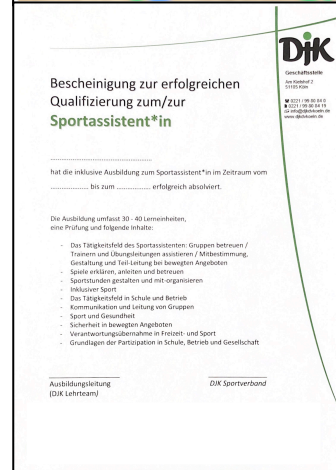 DJK
Geschäftsstelle
Am Kielshof 2
51105 Köln
0221 / 99 80 84 0
0221 / 99 80 84 19
info@djkdvkoeln.de
www.djkdvkoeln.de
Bescheinigung zur erfolgreichen
Qualifizierung zum/zur
Sportassistent*in
hat die inklusive Ausbildung zum Sportassistent*in im Zeitraum vom
.................... bis zum .................. erfolgreich absolviert.
Die Ausbildung umfasst 30 - 40 Lerneinheiten,
eine Prüfung und folgende Inhalte:
- Das Tätigkeitsfeld des Sportassistenten: Gruppen betreuen /
Trainern und Übungsleitungen assistieren / Mitbestimmung,
Gestaltung und Teil-Leitung bei bewegten Angeboten
- Spiele erklären, anleiten und betreuen
- Sportstunden gestalten und mit-organisieren
- Inklusiver Sport
- Das Tätigkeitsfeld in Schule und Betrieb
- Kommunikation und Leitung von Gruppen
- Sport und Gesundheit
- Sicherheit in bewegten Angeboten
- Verantwortungsübernahme in Freizeit- und Sport
- Grundlagen der Partizipation in Schule, Betrieb und Gesellschaft
Ausbildungsleitung
(DJK Lehrteam)
DJK Sportverband